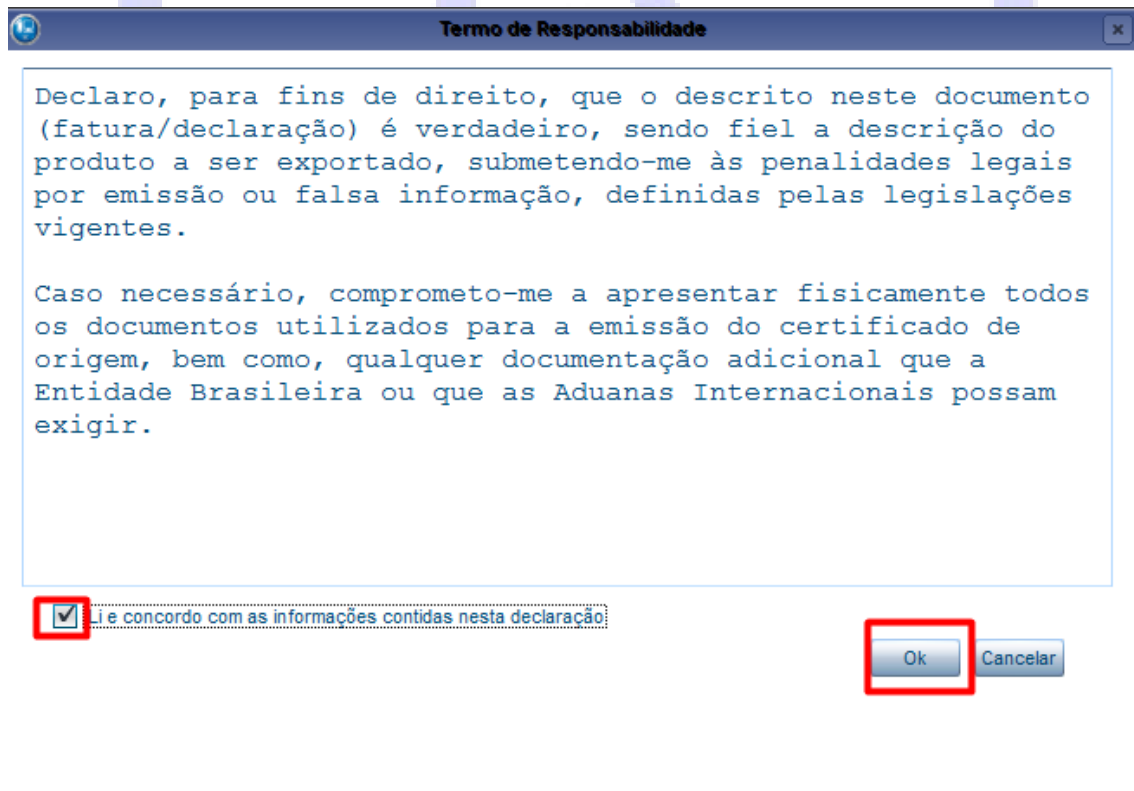 Termo de Responsabilidade
Declaro, para fins de direito, que o descrito neste documento
(fatura/declaração) é verdadeiro, sendo fiel a descrição do
produto a ser exportado, submetendo-me às penalidades legais
por emissão ou falsa informação, definidas pelas legislações
vigentes.
Caso necessário, comprometo-me a apresentar fisicamente todos
os documentos utilizados para a emissão do certificado de
origem, bem como, qualquer documentação adicional que a
Entidade Brasileira ou que as Aduanas Internacionais possam
exigir.
Li e concordo com as informações contidas nesta declaração
Ok Cancelar